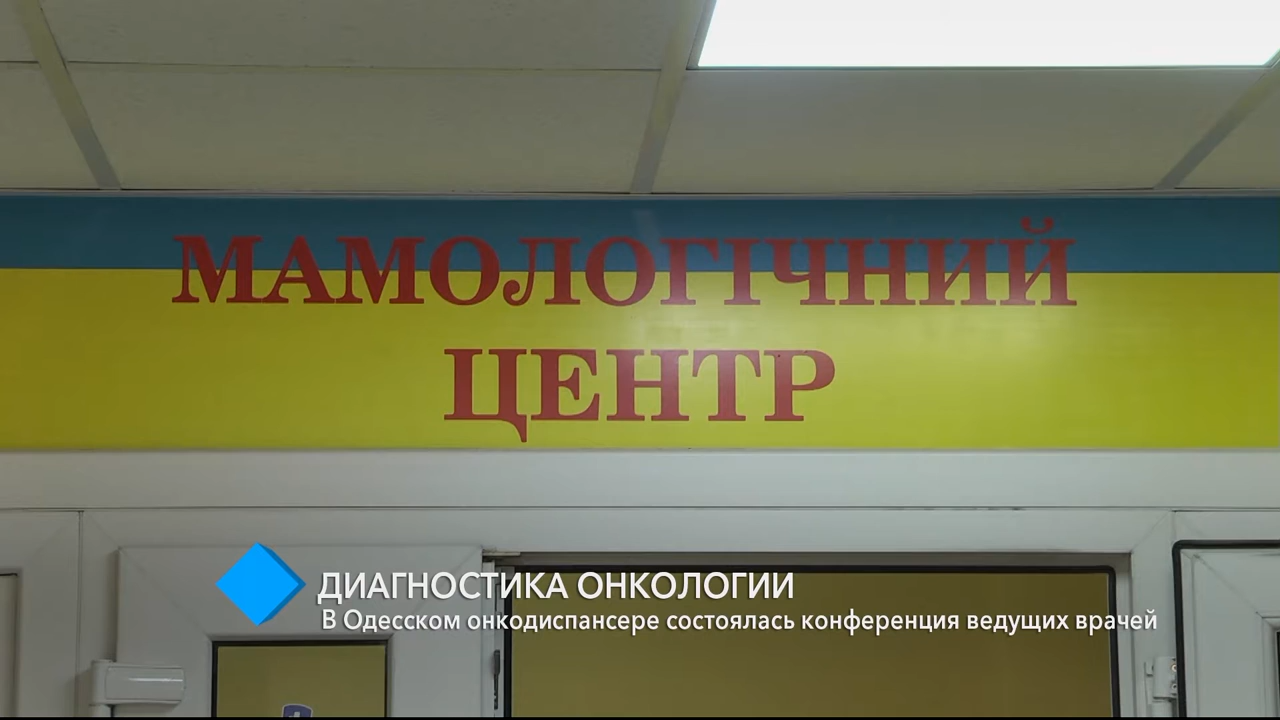 МАМОЛОГІЧНИЙ
ЦЕНТР
ДИАГНОСТИКА ОНКОЛОГИИ
В Одесском онкодиспансере состоялась конференция ведущих врачей